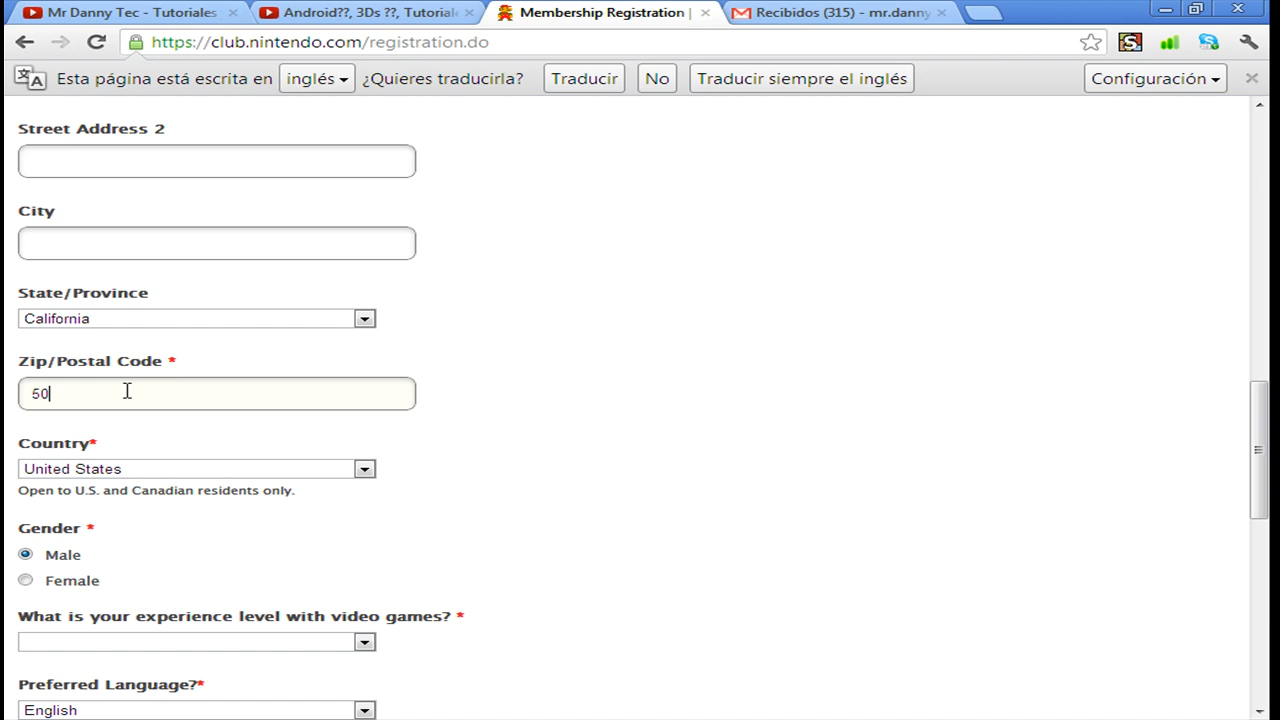 Mr Danny Tec - Tutoriales
Android??, 3Ds ??, Tutorial
Membership Registration |
Recibidos (315) - mr.danny
https://club.nintendo.com/registration.do
Esta página está escrita en inglés ¿Quieres traducirla? Traducir No Traducir siempre el inglés Configuración
Street Address 2
City
State/Province
California
Zip/Postal Code *
50
Country*
United States
Open to U.S. and Canadian residents only.
Gender *
Male
Female
What is your experience level with video games? *
Preferred Language?*
English